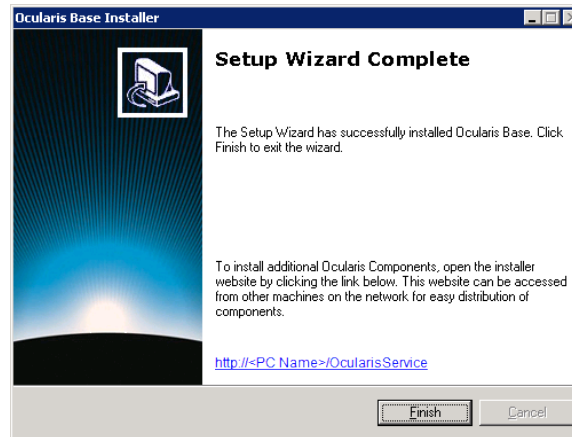 Ocularis Base Installer
Setup Wizard Complete
The Setup Wizard has successfully installed Ocularis Base. Click
Finish to exit the wizard.
To install additional Ocularis Components, open the installer
website by clicking the link below. This website can be accessed
from other machines on the network for easy distribution of
components.
http://<PC Name>/OcularisService
Finish
Cancel